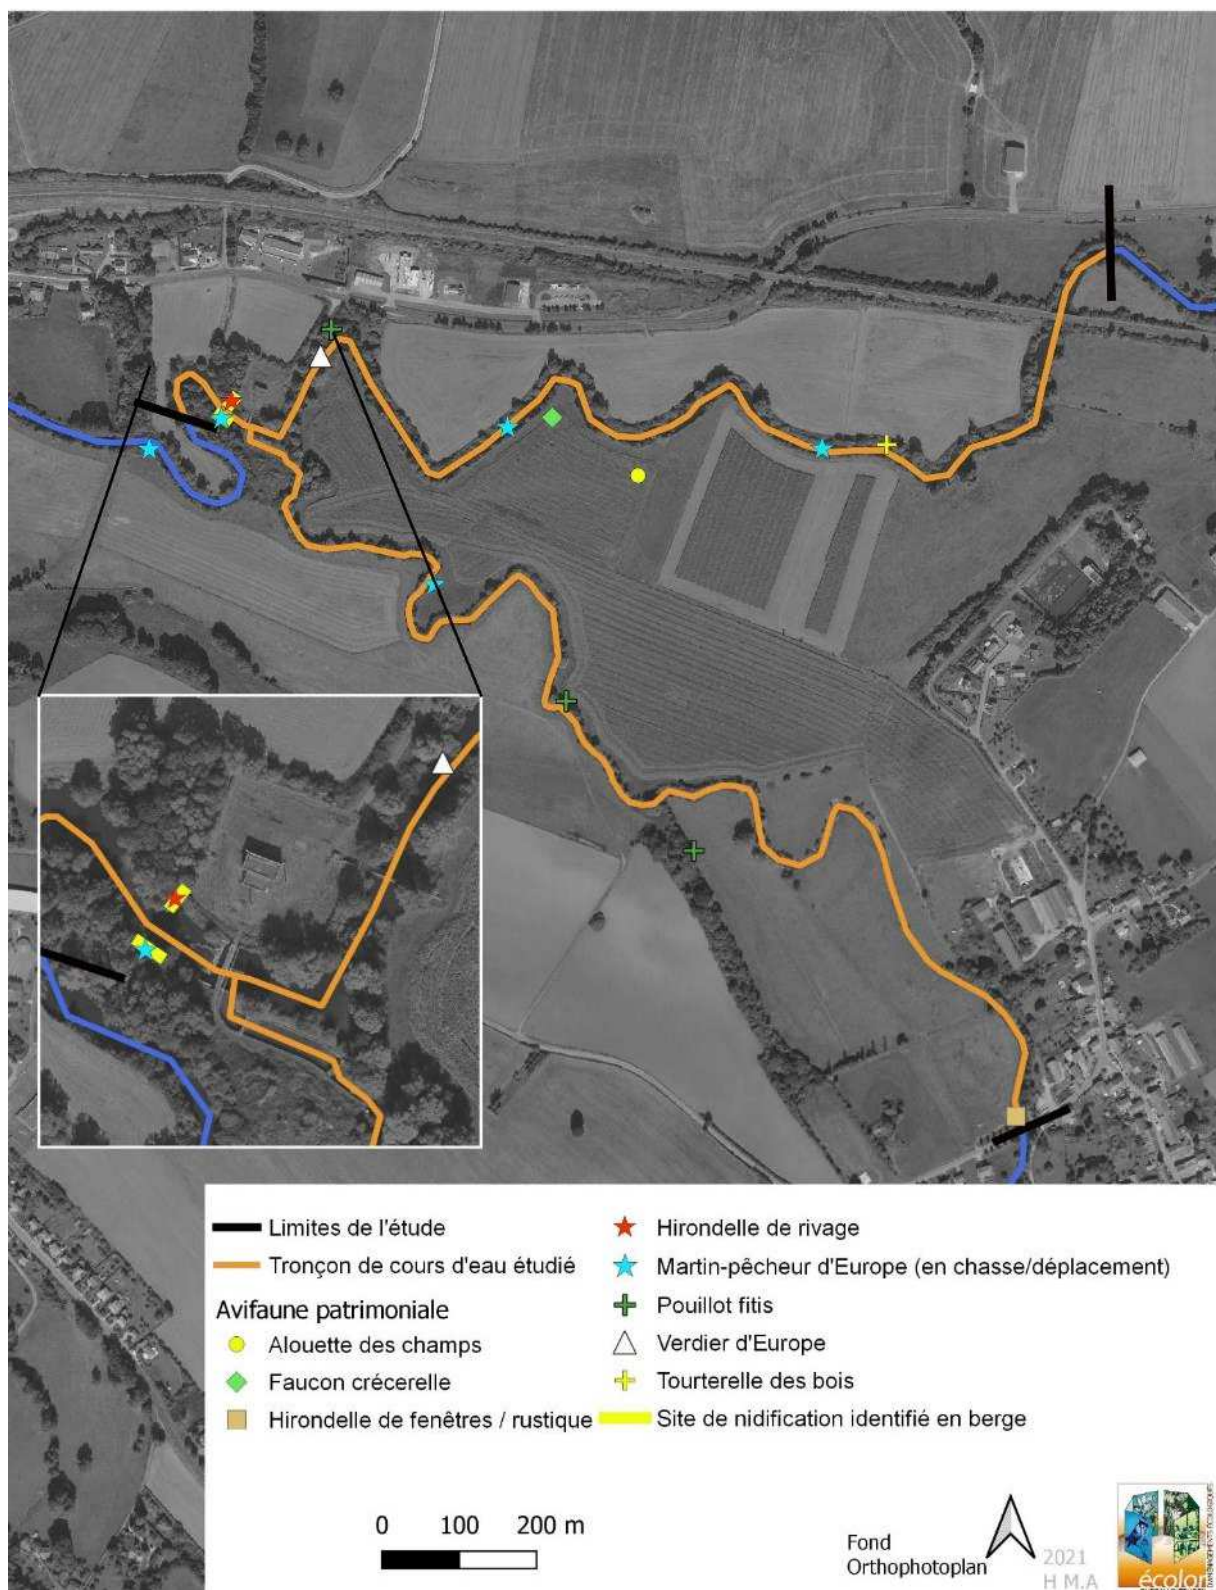 Limites de l'étude
Tronçon de cours d'eau étudié
Avifaune patrimoniale
Alouette des champs
Faucon crécerelle
Hirondelle de fenêtres / rustique
Hirondelle de rivage
Martin-pêcheur d'Europe (en chasse/déplacement)
Pouillot fitis
Verdier d'Europe
Tourterelle des bois
Site de nidification identifié en berge
0 100 200 m
Fond
Orthophotoplan
2021
H M.A
écolor